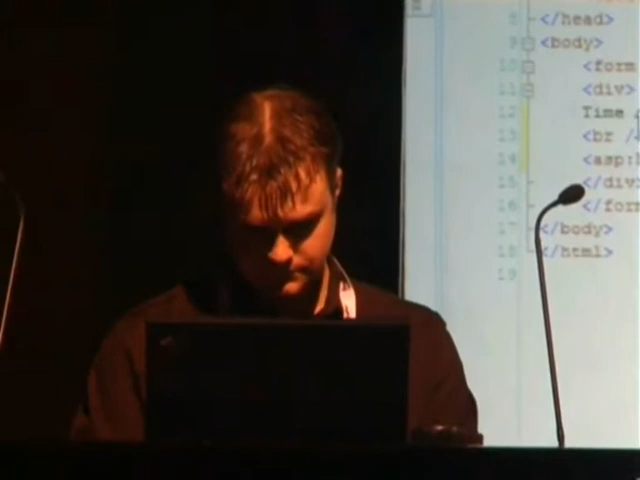 8 </head>
9 <body>
10 <form
11 <div>
12 Time
13 <br /
14 <asp:
15 </div>
16 </form
17 </body>
18 </html>
19